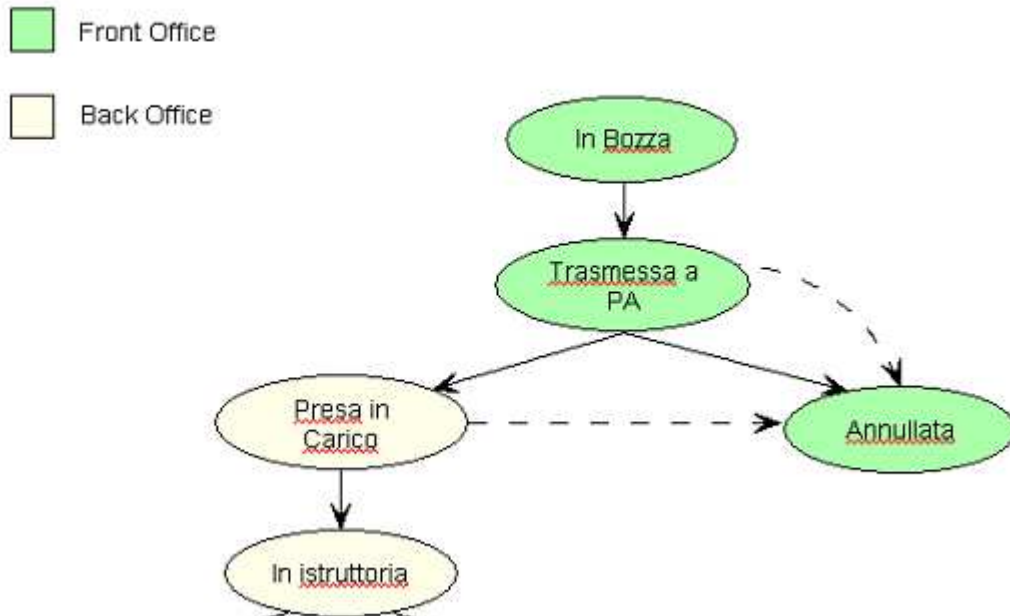 Front Office
Back Office
In Bozza
Trasmessa a
PA
Presa in
Carico
Annullata
In istruttoria